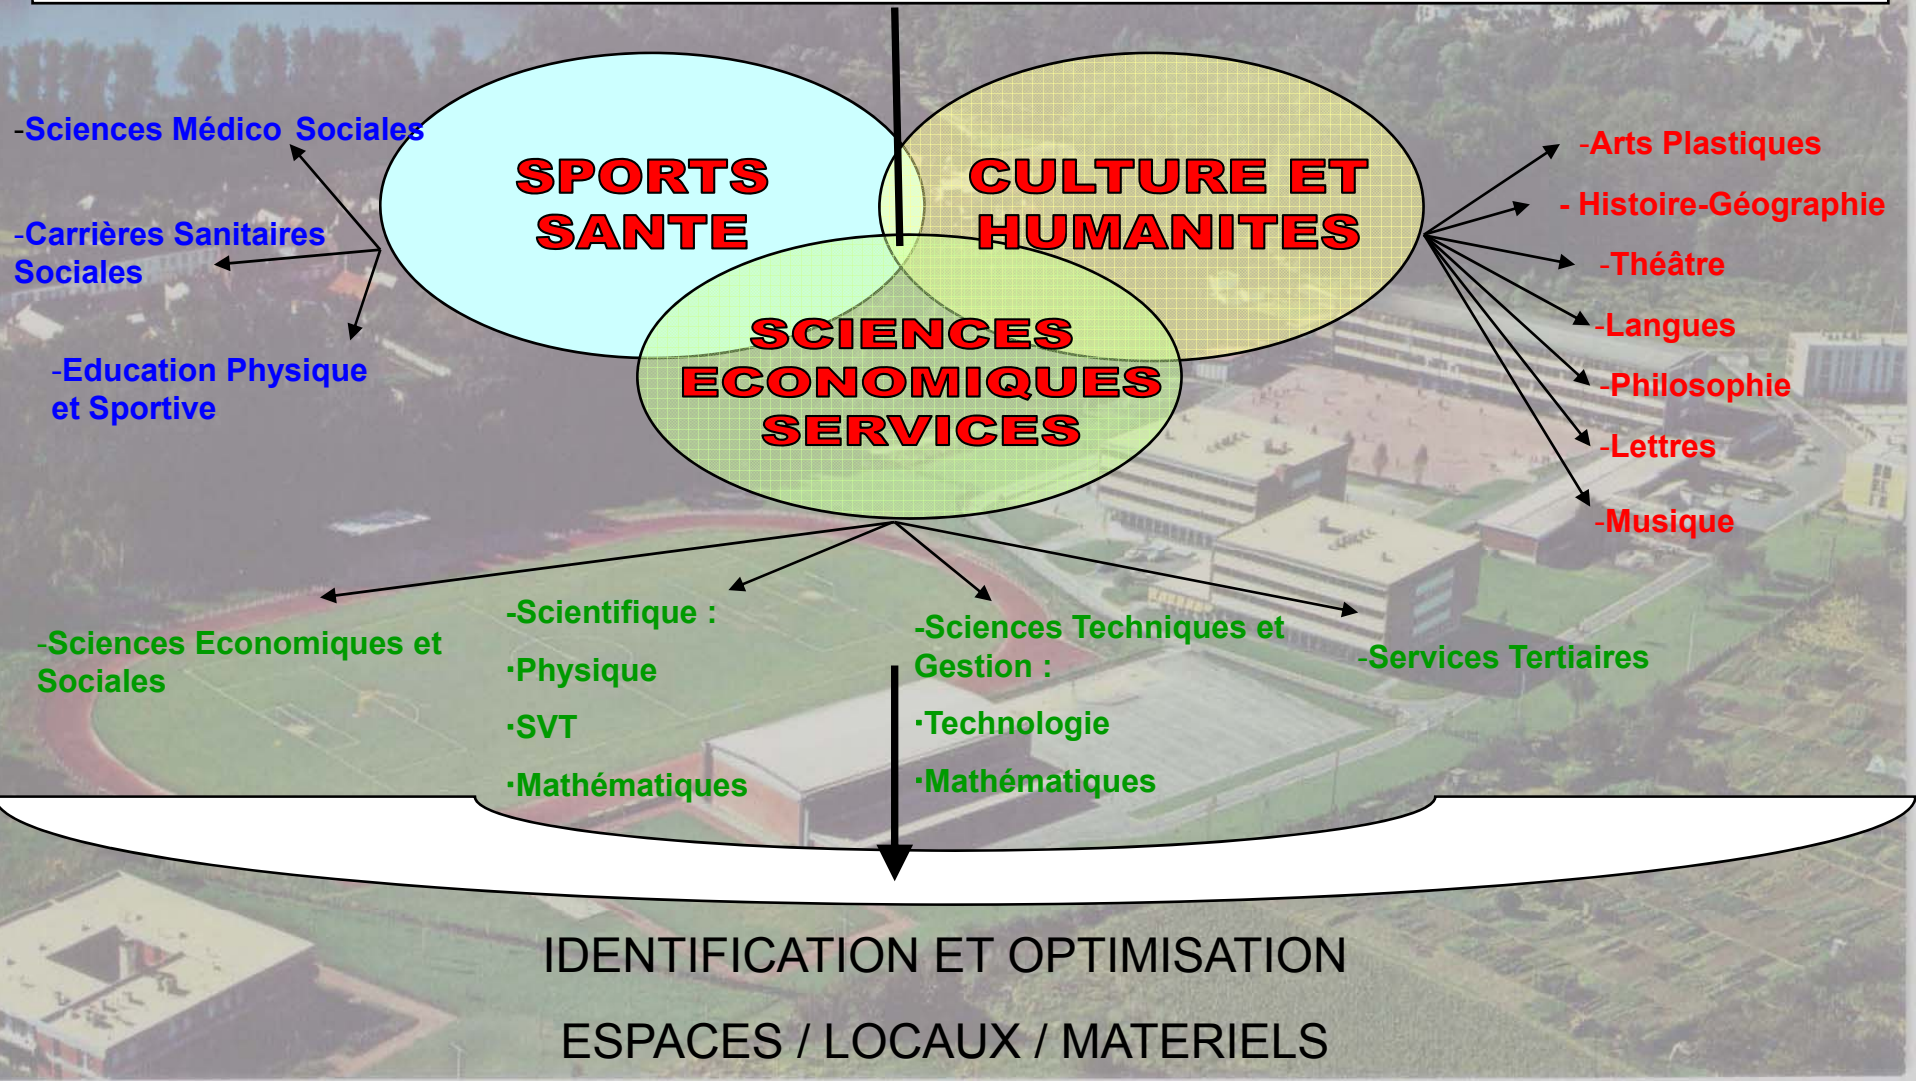 SPORTS
SANTE
CULTURE ET
HUMANITES
SCIENCES
ECONOMIQUES
SERVICES
-Sciences Médico Sociales
-Carrières Sanitaires
Sociales
-Education Physique
et Sportive
-Arts Plastiques
- Histoire-Géographie
-Théâtre
-Langues
-Philosophie
-Lettres
-Musique
-Sciences Economiques et
Sociales
-Scientifique :
·Physique
·SVT
·Mathématiques
-Sciences Techniques et
Gestion :
·Technologie
·Mathématiques
-Services Tertiaires
IDENTIFICATION ET OPTIMISATION
ESPACES / LOCAUX / MATERIELS